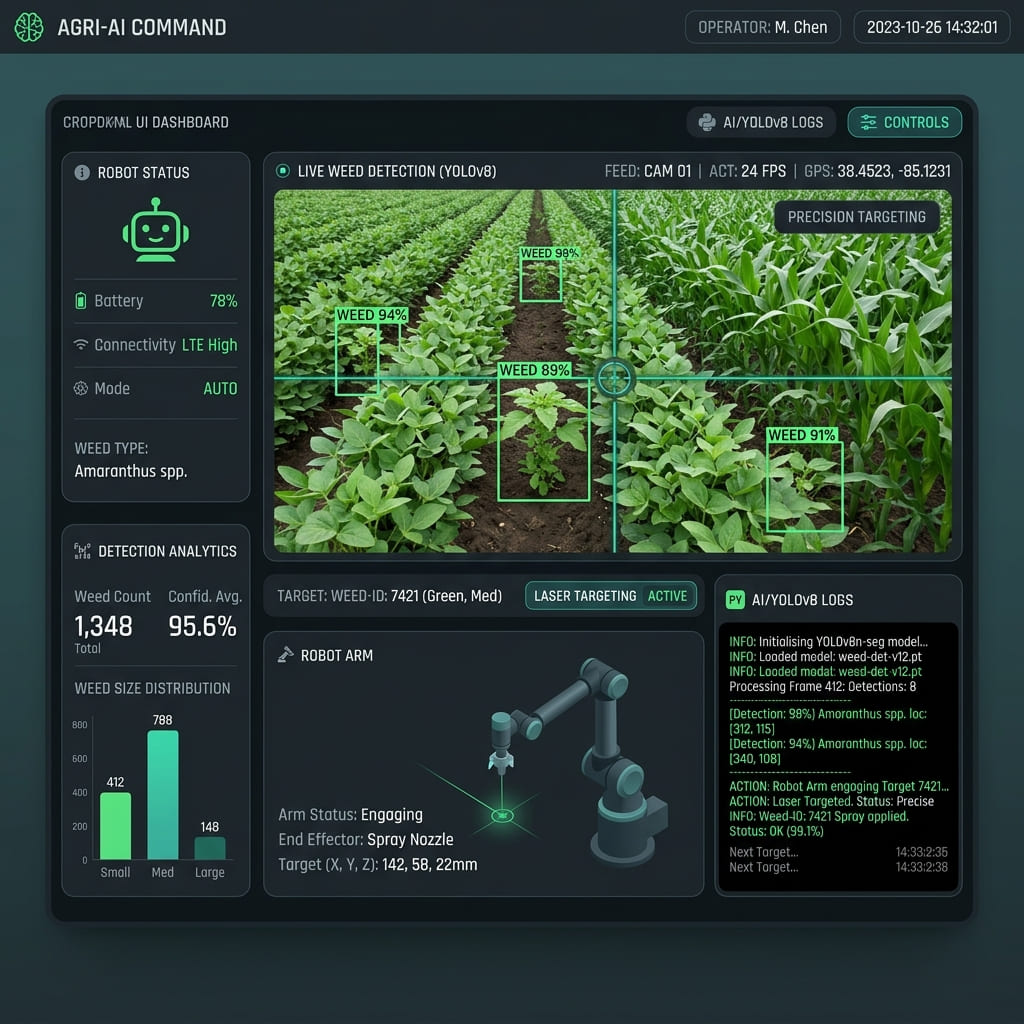 AGRI-AI COMMAND
OPERATOR: M. Chen
2023-10-26 14:32:01
UI DASHBOARD
AI/YOLOv8 LOGS
CONTROLS
ROBOT STATUS
Battery 78%
Connectivity LTE High
Mode AUTO
WEED TYPE:
Amaranthus spp.
LIVE WEED DETECTION (YOLOv8)
FEED: CAM 01 | ACT: 24 FPS | GPS: 38.4523, -85.1231
PRECISION TARGETING
WEED 98%
WEED 94%
WEED 89%
WEED 91%
DETECTION ANALYTICS
Weed Count Confid. Avg.
1,348 95.6%
Total
WEED SIZE DISTRIBUTION
800
600
400
200
0
412
788
148
Small Med Large
TARGET: WEED-ID: 7421 (Green, Med)
LASER TARGETING ACTIVE
ROBOT ARM
Arm Status: Engaging
End Effector: Spray Nozzle
Target (X, Y, Z): 142, 58, 22mm
PY AI/YOLOv8 LOGS
INFO: Initialising YOLOv8n-seg model...
INFO: Loaded model: weed-det-v12.pt
INFO: Loaded modat: wesd-det-v12.pt
Processing Frame 412: Detections: 8
------------------------------
[Detection: 98%) Amoranthus spp. loc:
[312, 115]
[Detection: 94%) Amoranthus spp. loc:
[340, 108]
------------------------------
ACTION: Robot Arm engaging Target 7421...
ACTION: Laser Targeted. Status: Precise
INFO: Weed-IO: 7421 Spray applied.
Status: OK (99.1%)
Next Target... 14:33:2:35
Next Target... 14:33:2:38